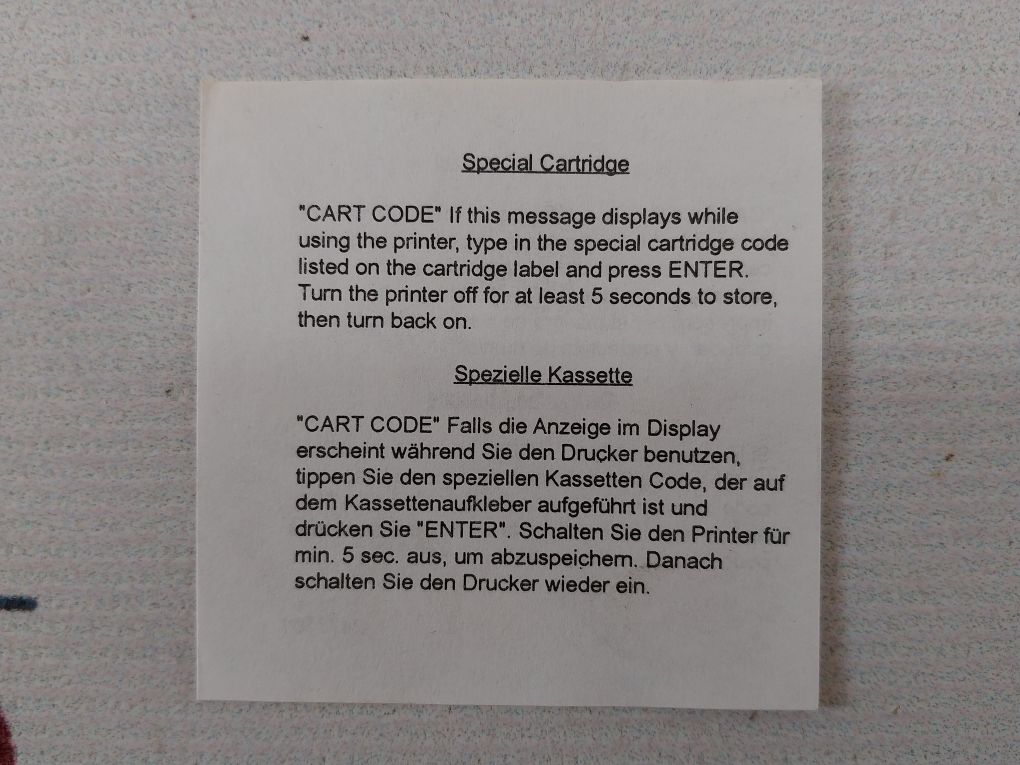 Special Cartridge
"CART CODE" If this message displays while
using the printer, type in the special cartridge code
listed on the cartridge label and press ENTER.
Turn the printer off for at least 5 seconds to store,
then turn back on.
Spezielle Kassette
"CART CODE" Falls die Anzeige im Display
erscheint während Sie den Drucker benutzen,
tippen Sie den speziellen Kassetten Code, der auf
dem Kassettenaufkleber aufgeführt ist und
drücken Sie "ENTER". Schalten Sie den Printer für
min. 5 sec. aus, um abzuspeichern. Danach
schalten Sie den Drucker wieder ein.